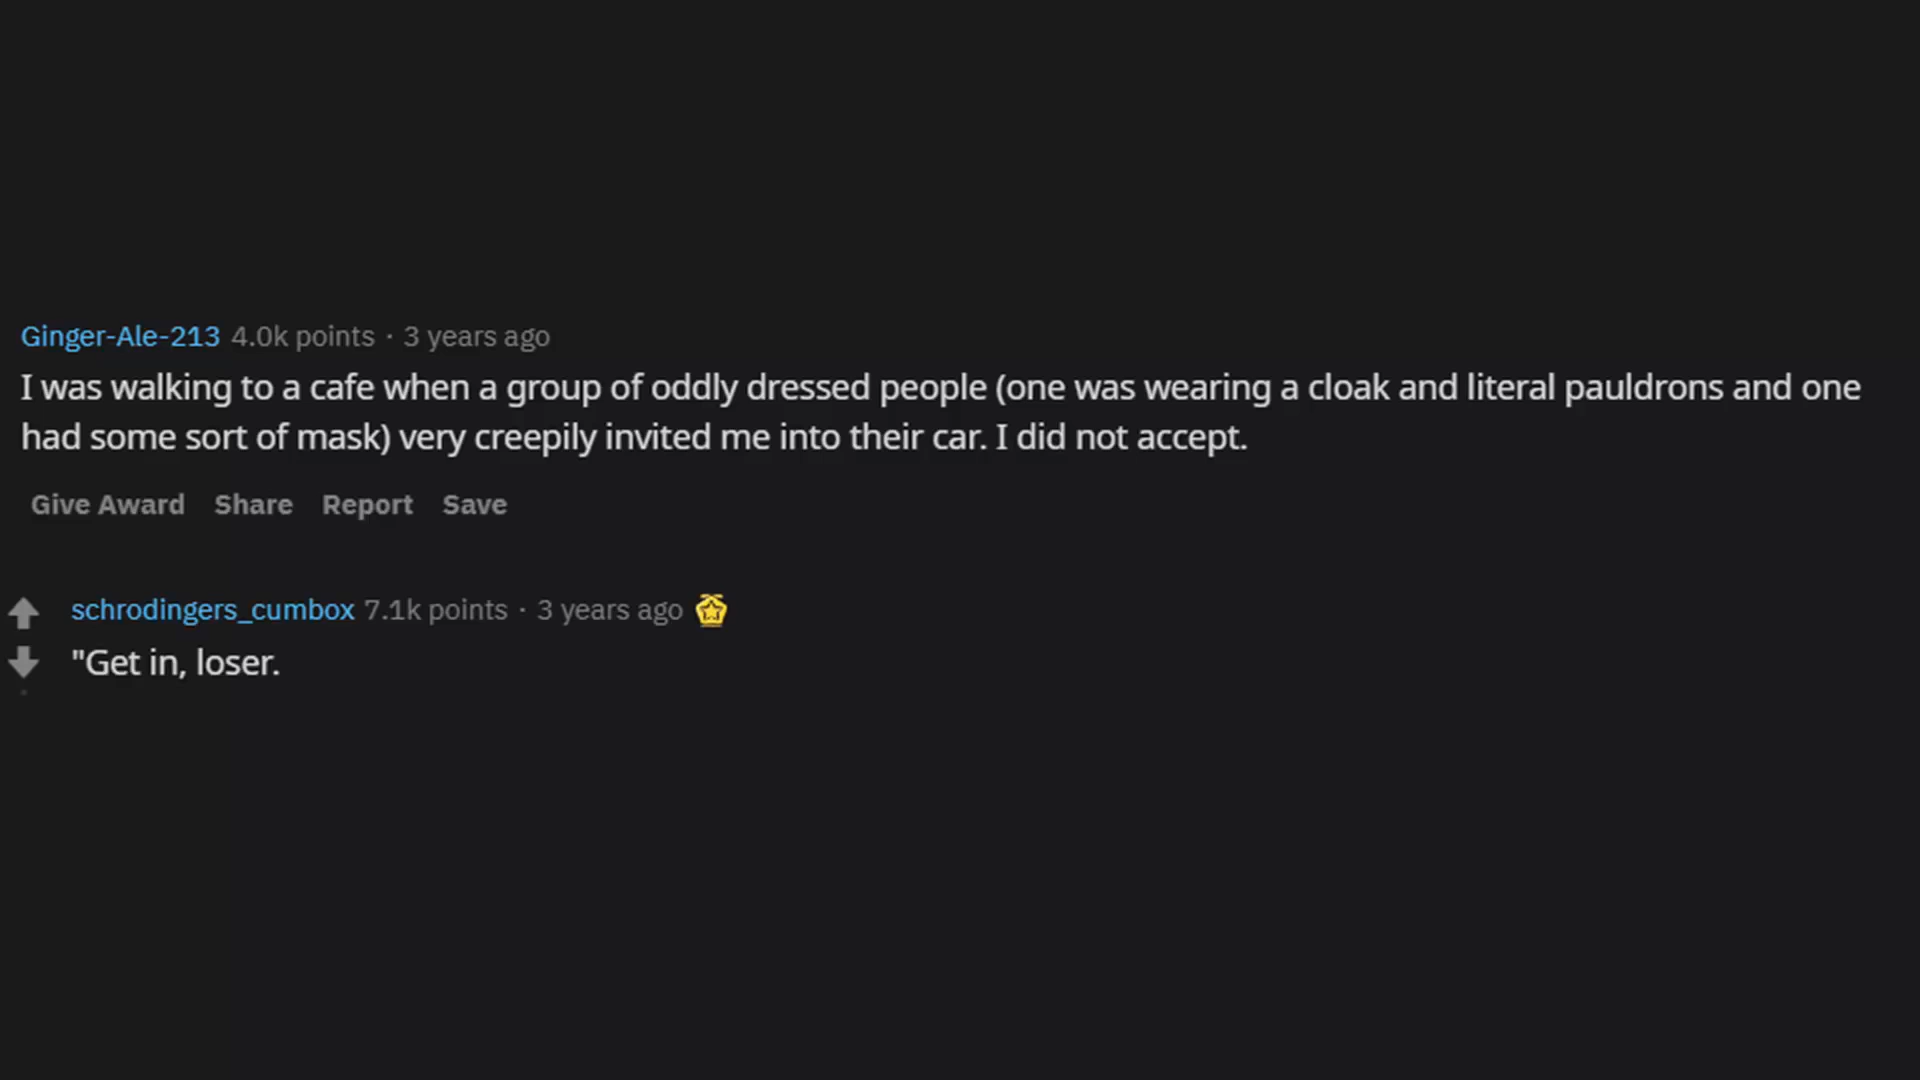 Ginger-Ale-213 4.0k points · 3 years ago
I was walking to a cafe when a group of oddly dressed people (one was wearing a cloak and literal pauldrons and one
had some sort of mask) very creepily invited me into their car. I did not accept.
Give Award Share Report Save
schrodingers_cumbox 7.1k points · 3 years ago
"Get in, loser.